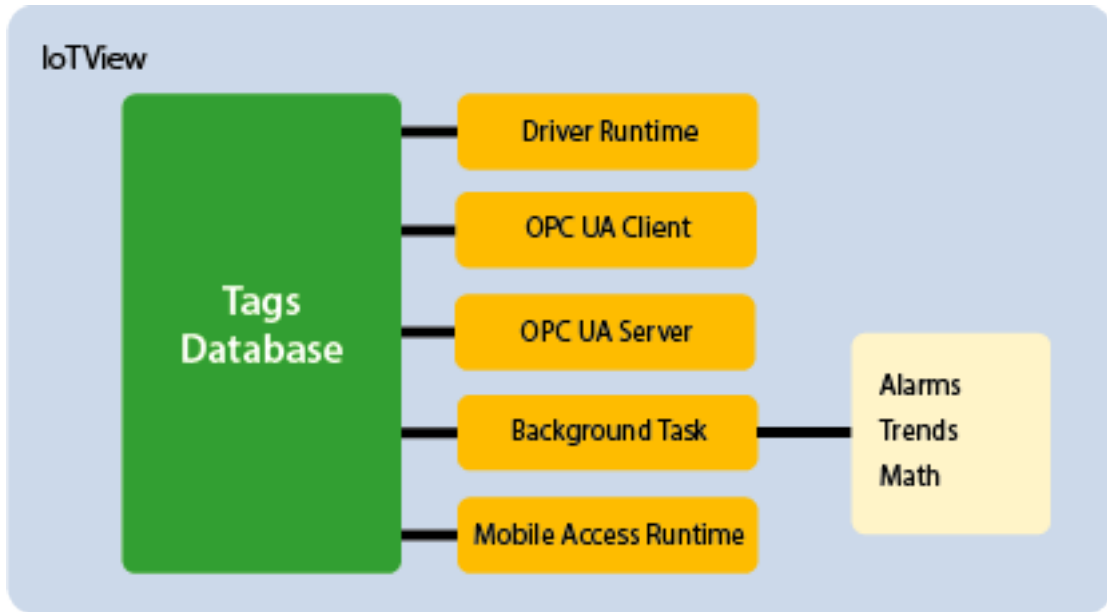 IoTView
Tags
Database
Driver Runtime
OPC UA Client
OPC UA Server
Background Task
Mobile Access Runtime
Alarms
Trends
Math